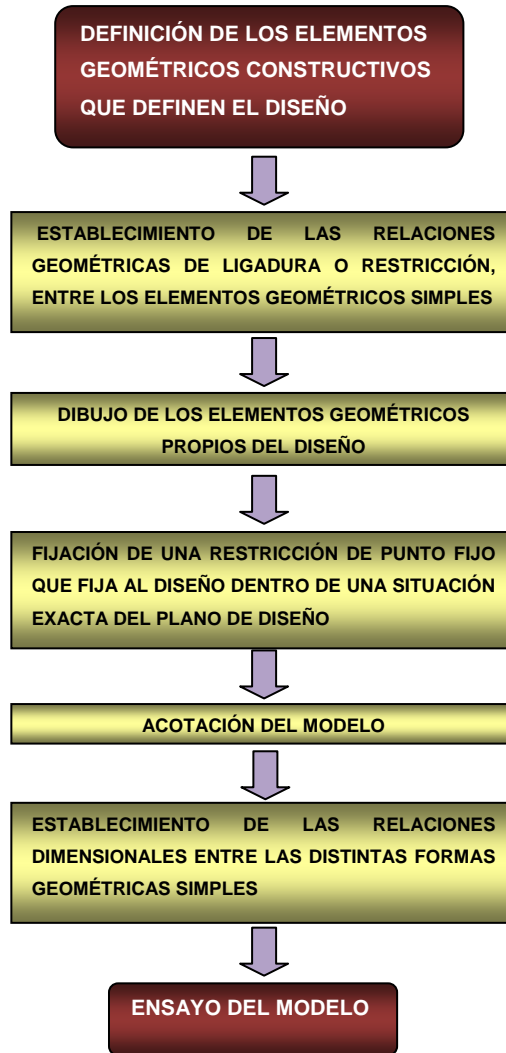 DEFINICIÓN DE LOS ELEMENTOS
GEOMÉTRICOS CONSTRUCTIVOS
QUE DEFINEN EL DISEÑO
ESTABLECIMIENTO DE LAS RELACIONES
GEOMÉTRICAS DE LIGADURA O RESTRICCIÓN,
ENTRE LOS ELEMENTOS GEOMÉTRICOS SIMPLES
DIBUJO DE LOS ELEMENTOS GEOMÉTRICOS
PROPIOS DEL DISEÑO
FIJACIÓN DE UNA RESTRICCIÓN DE PUNTO FIJO
QUE FIJA AL DISEÑO DENTRO DE UNA SITUACIÓN
EXACTA DEL PLANO DE DISEÑO
ACOTACIÓN DEL MODELO
ESTABLECIMIENTO DE LAS RELACIONES
DIMENSIONALES ENTRE LAS DISTINTAS FORMAS
GEOMÉTRICAS SIMPLES
ENSAYO DEL MODELO